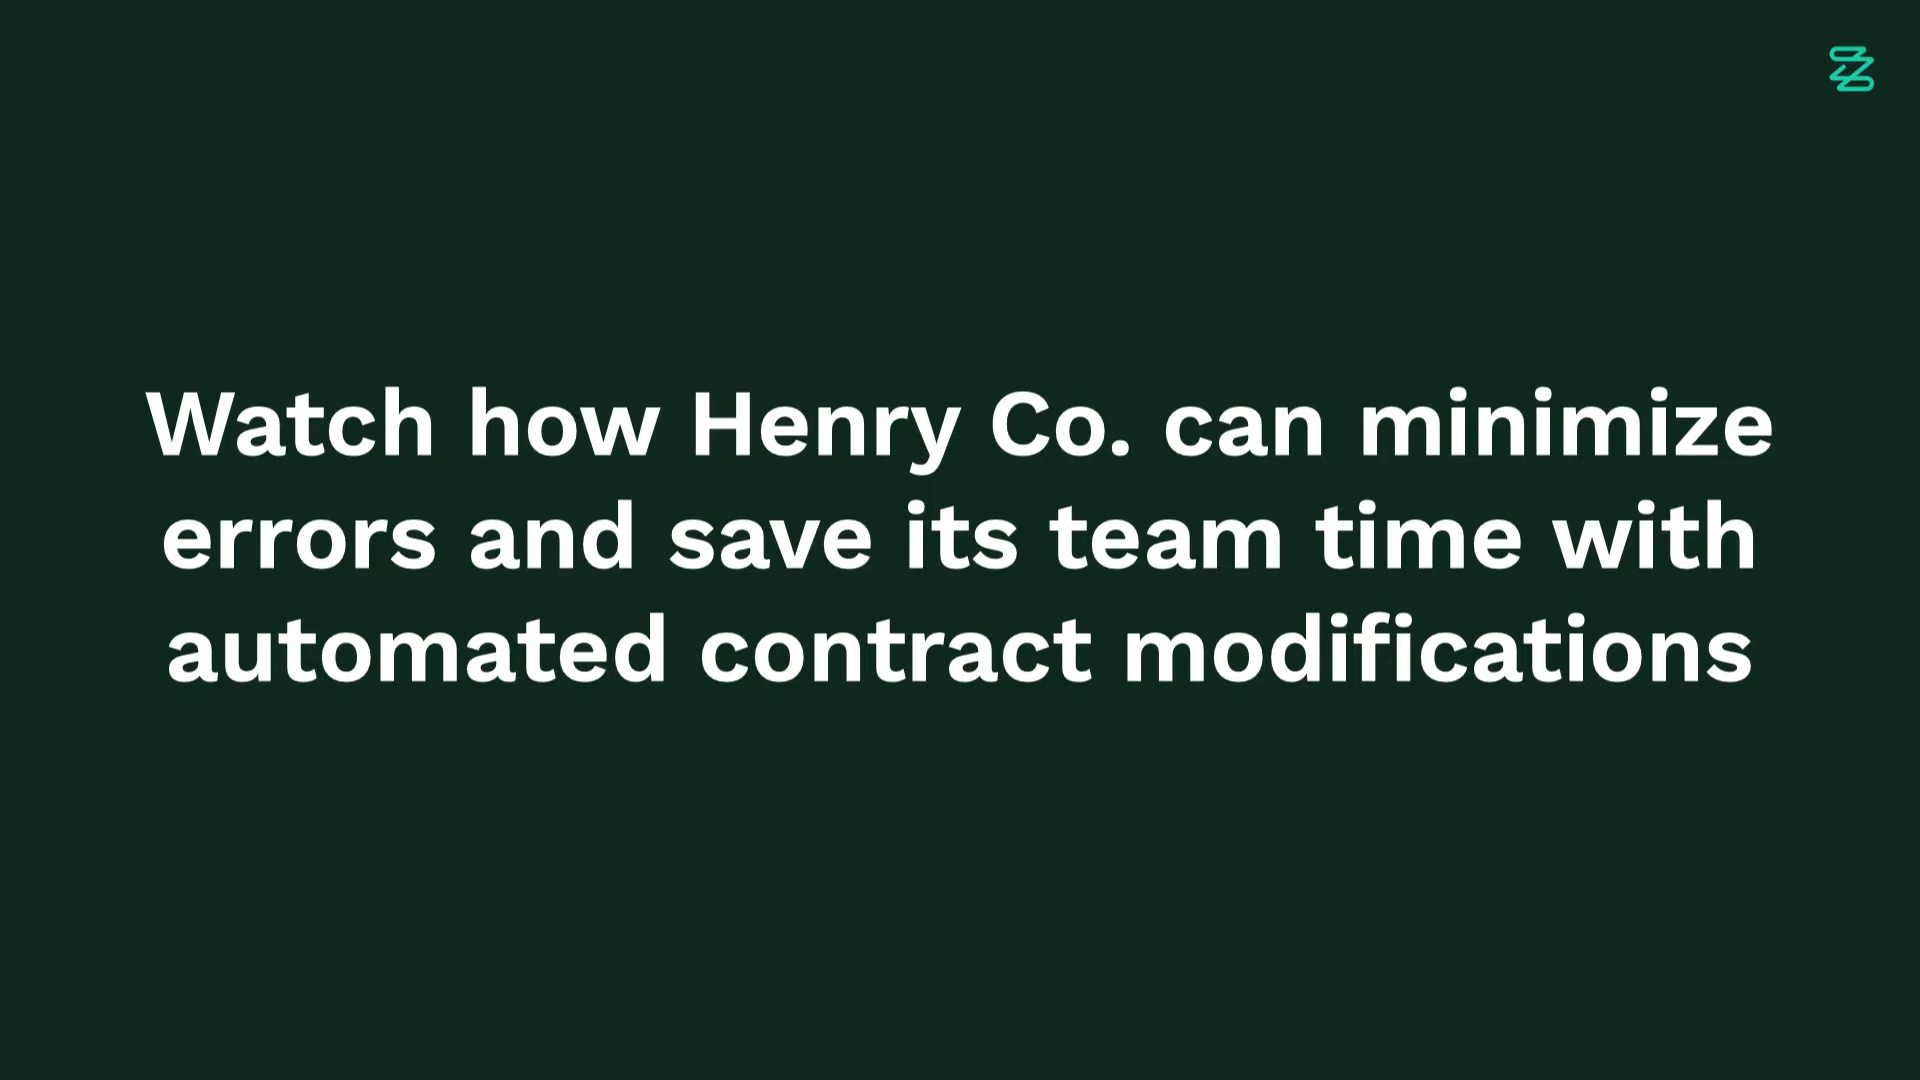 Watch how Henry Co. can minimize
errors and save its team time with
automated contract modifications